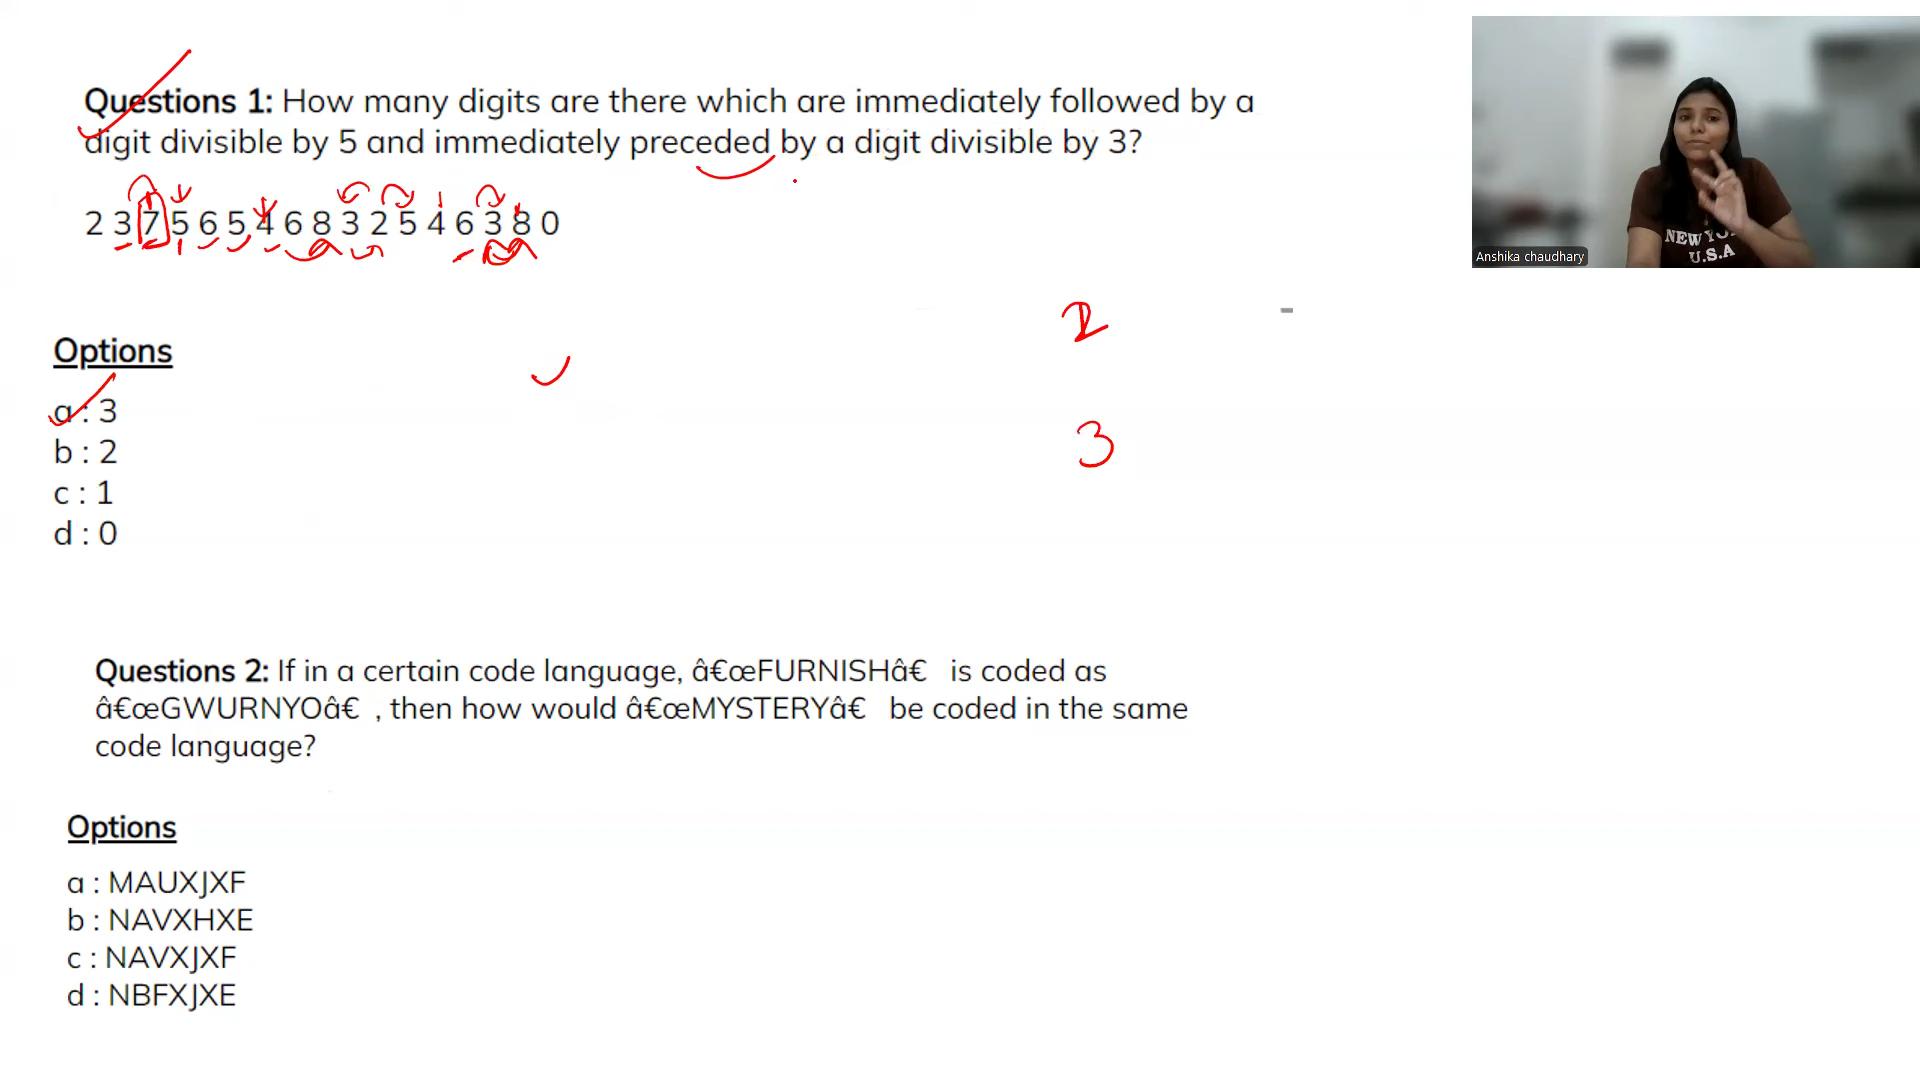 Questions 1: How many digits are there which are immediately followed by a
digit divisible by 5 and immediately preceded by a digit divisible by 3?
2 3 7 5 6 5 4 6 8 3 2 5 4 6 3 8 0
Options
a : 3
b : 2
c : 1
d : 0
2
3
Questions 2: If in a certain code language, â€œFURNISHâ€ is coded as
â€œGWURNYOâ€ , then how would â€œMYSTERYâ€ be coded in the same
code language?
Options
a : MAUXJXF
b : NAVXHXE
c : NAVXJXF
d : NBFXJXE
NEW YORK
U.S.A
Anshika chaudhary